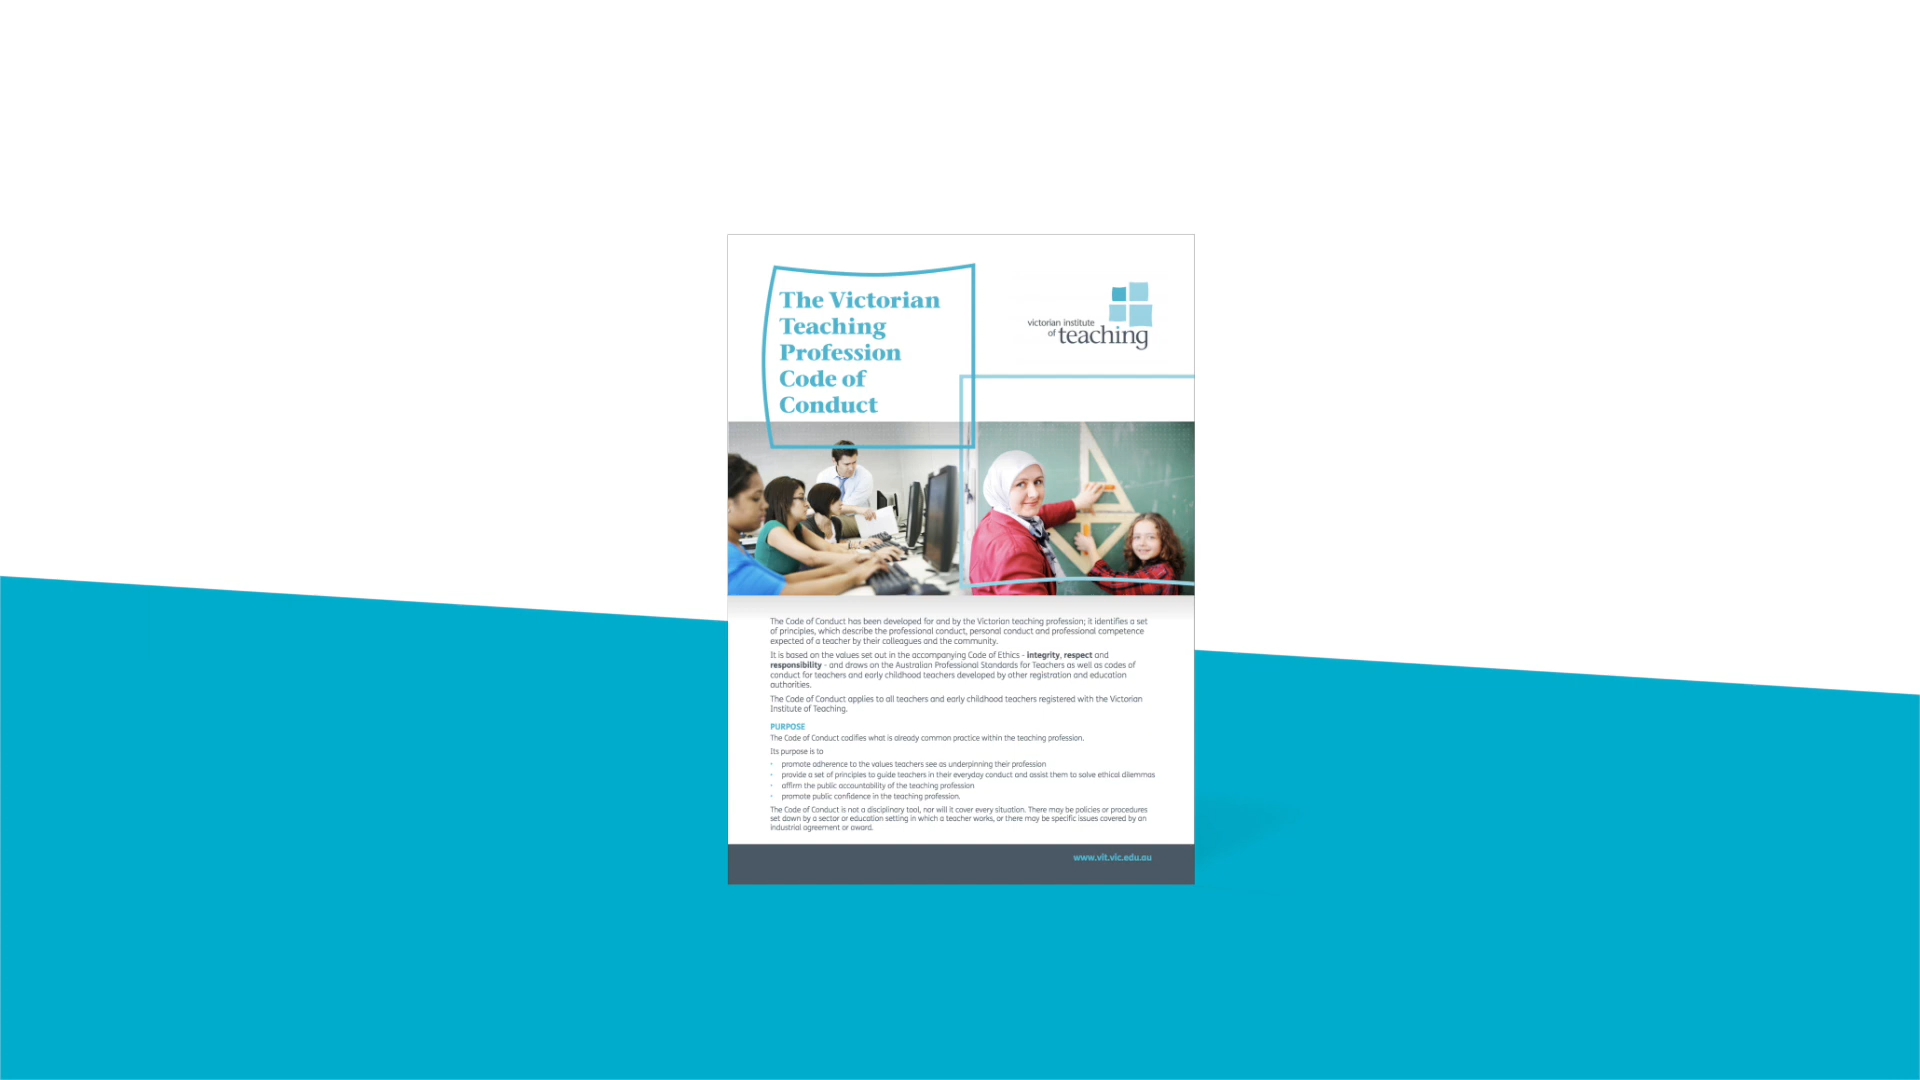 The Victorian
Teaching
Profession
Code of
Conduct
victorian institute
of teaching
The Code of Conduct has been developed for and by the Victorian teaching profession; it identifies a set
of principles, which describe the professional conduct, personal conduct and professional competence
expected of a teacher by their colleagues and the community.
It is based on the values set out in the accompanying Code of Ethics - integrity, respect and
responsibility - and draws on the Australian Professional Standards for Teachers as well as codes of
conduct for teachers and early childhood teachers developed by other registration and education
authorities.
The Code of Conduct applies to all teachers and early childhood teachers registered with the Victorian
Institute of Teaching.
PURPOSE
The Code of Conduct codifies what is already common practice within the teaching profession.
Its purpose is to
• promote adherence to the values teachers see as underpinning their profession
• provide a set of principles to guide teachers in their everyday conduct and assist them to solve ethical dilemmas
• affirm the public accountability of the teaching profession
• promote public confidence in the teaching profession.
The Code of Conduct is not a disciplinary tool, nor will it cover every situation. There may be policies or procedures
set down by a sector or education setting in which a teacher works, or there may be specific issues covered by an
industrial agreement or award.
www.vit.vic.edu.au